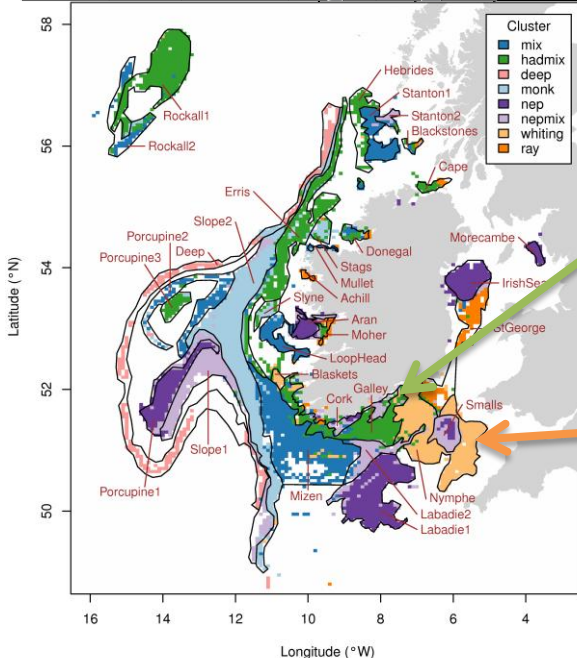 Cluster
mix
hadmix
deep
monk
nep
nepmix
whiting
ray
Hebrides
Stanton1
Stanton2
Blackstones
Rockall1
Rockall2
Cape
Erris
Slope2
Porcupine2
Deep
Porcupine3
Donegal
Morecambe
Stags
Mullet
Achill
IrishSea
Slyne
Aran
Moher
StGeorge
LoopHead
Blaskets
Galley
Cork
Smalls
Slope1
Porcupine1
Mizen
Nymphe
Labadie2
Labadie1
58
56
54
52
50
Latitude (°N)
16 14 12 10 8 6 4
Longitude (°W)